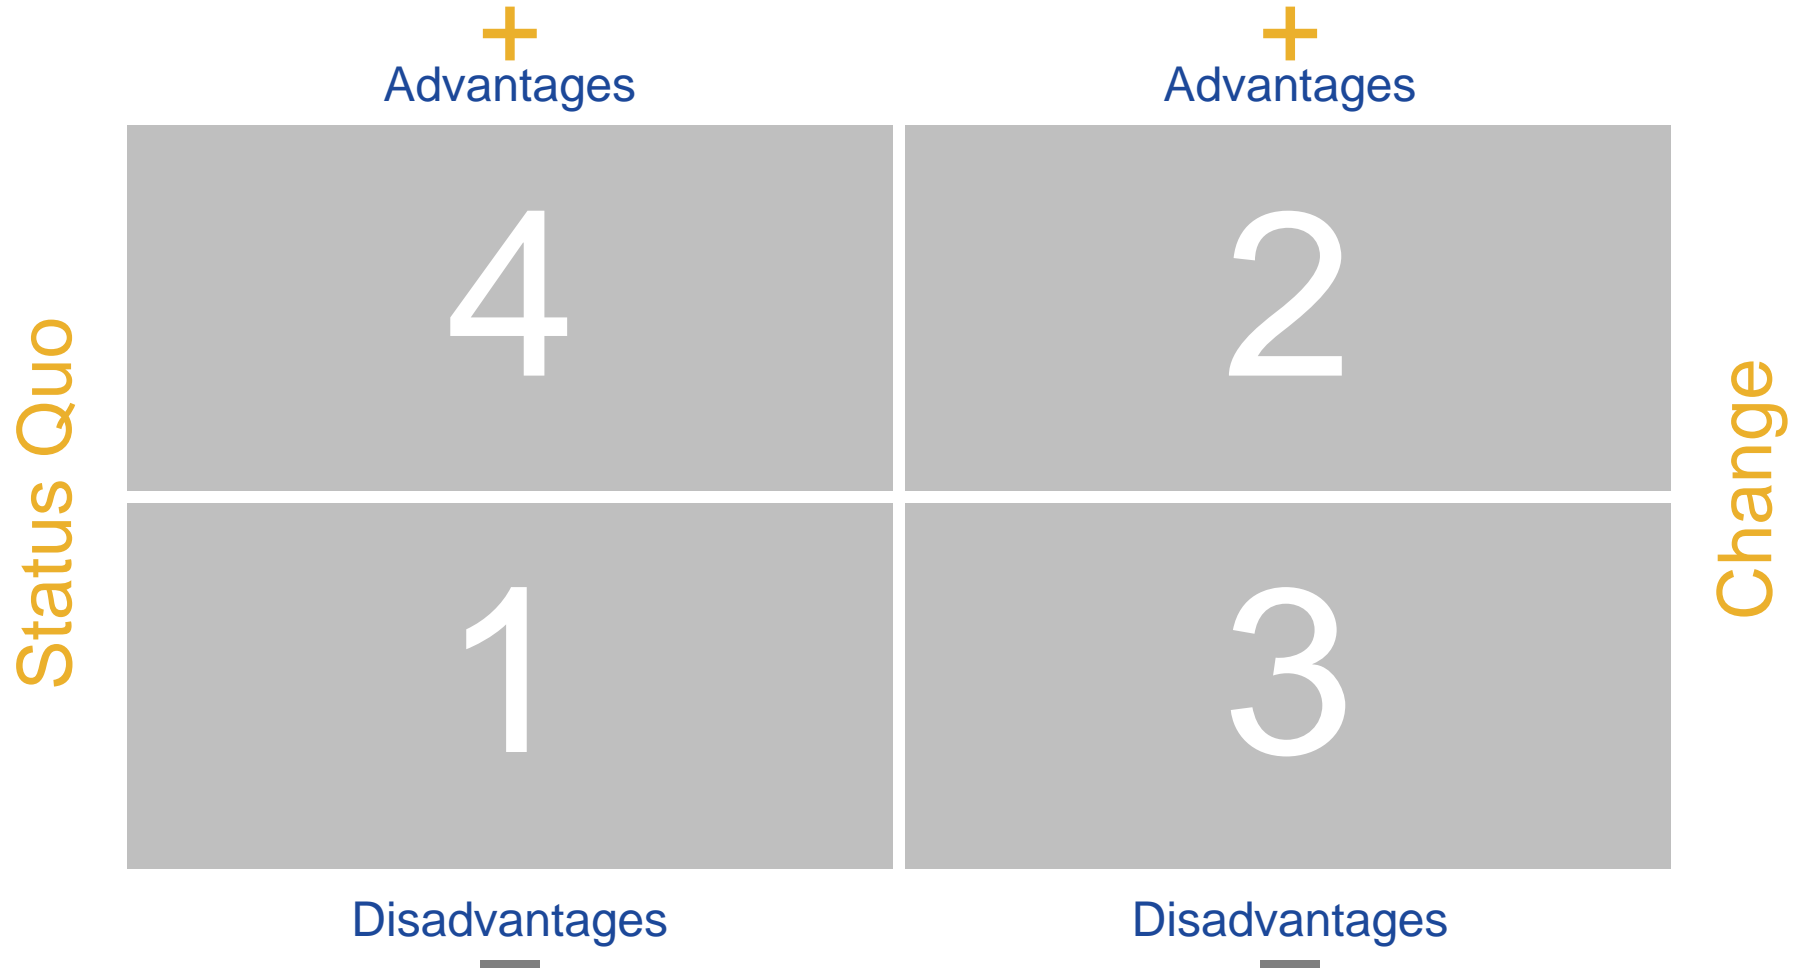 + +
Advantages Advantages
Status Quo
4 2
Change
1 3
Disadvantages Disadvantages